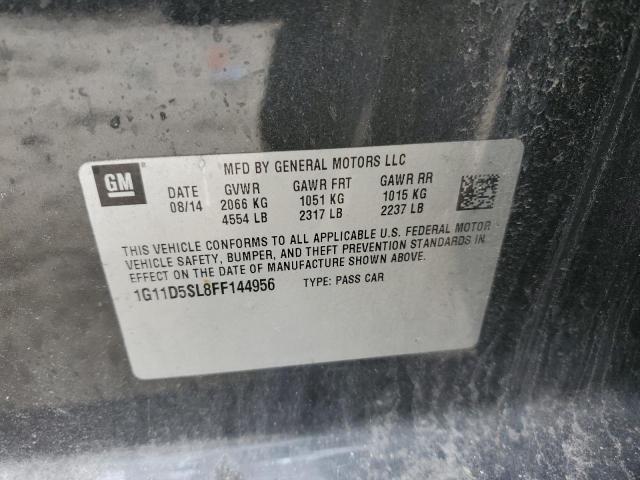 GM
MFD BY GENERAL MOTORS LLC
DATE GVWR GAWR FRT GAWR RR
08/14 2066 KG 1051 KG 1015 KG
4554 LB 2317 LB 2237 LB
THIS VEHICLE CONFORMS TO ALL APPLICABLE U.S. FEDERAL MOTOR
VEHICLE SAFETY, BUMPER, AND THEFT PREVENTION STANDARDS IN
EFFECT ON THE DATE OF MANUFACTURE SHOWN ABOVE.
1G11D5SL8FF144956 TYPE: PASS CAR